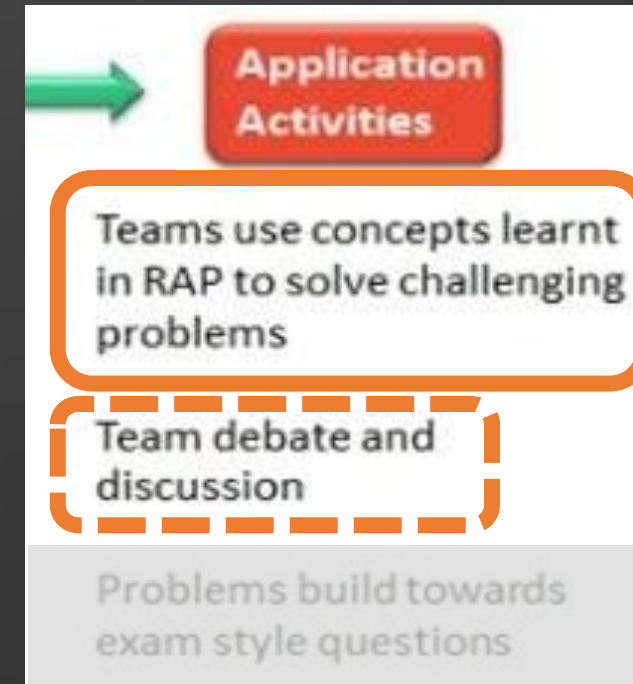 Application
Activities
Teams use concepts learnt
in RAP to solve challenging
problems
Team debate and
discussion
Problems build towards
exam style questions